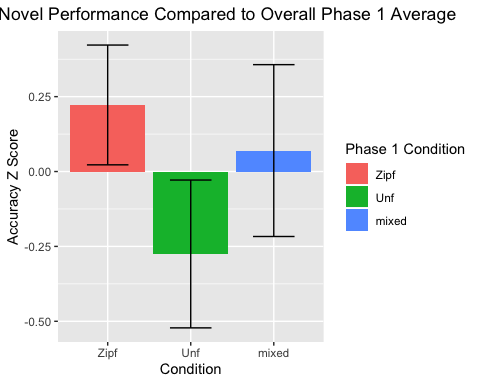 Novel Performance Compared to Overall Phase 1 Average
Accuracy Z Score
0.25
0.00
-0.25
-0.50
Zipf
Unf
mixed
Condition
Phase 1 Condition
Zipf
Unf
mixed